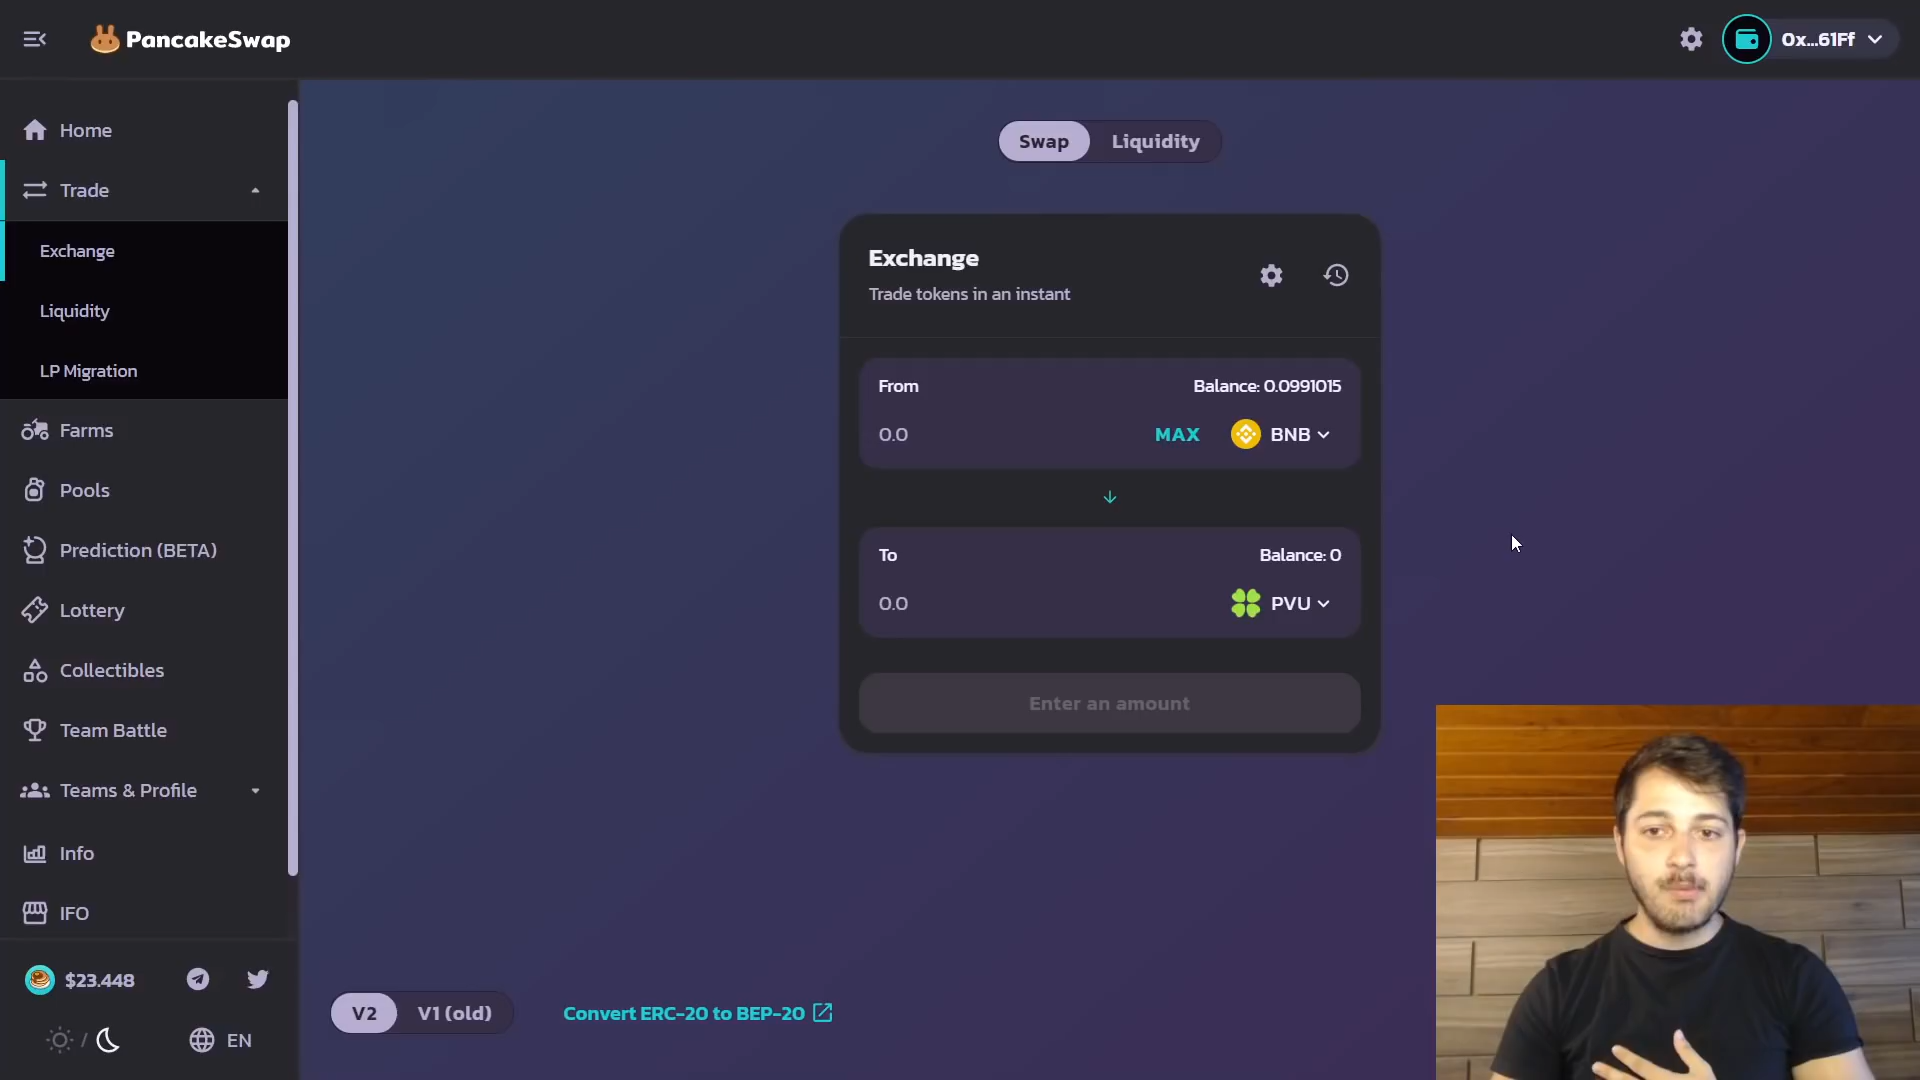 PancakeSwap
0x...61Ff
Home
Trade
Exchange
Liquidity
LP Migration
Farms
Pools
Prediction (BETA)
Lottery
Collectibles
Team Battle
Teams & Profile
Info
IFO
$23.448
/
EN
Swap
Liquidity
Exchange
Trade tokens in an instant
From
Balance: 0.0991015
0.0
MAX
BNB
To
Balance: 0
0.0
PVU
Enter an amount
V2
V1 (old)
Convert ERC-20 to BEP-20